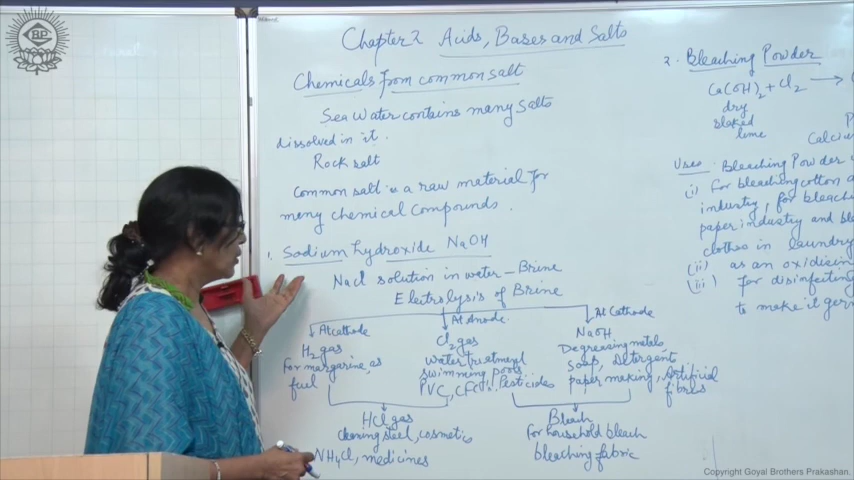 BP
Chapter 2 Acids, Bases and Salts
Chemicals from common salt
Sea water contains many salts
dissolved in it.
Rock salt
Common salt is a raw material for
many chemical compounds.
1. Sodium hydroxide NaOH
NaCl solution in water - Brine
Electrolysis of Brine
At cathode
H2 gas
For margarine, as
fuel
At Anode
Cl2 gas
Water treatment
swimming pools
PVC, CFC's, Pesticides
At Cathode
NaOH
Degreasing metals
Soap, Detergent
paper making, Artificial
fibres
HCl gas
cleaning steel, cosmetics
NH4Cl, medicines
Bleach
For household bleach
bleaching fabric
2. Bleaching Powder
Ca(OH)2 + Cl2 →
dry
slaked
lime
Calciu
Uses. Bleaching Powder
(i) for bleaching cotton
industry, for bleach
paper industry and bl
clothes in laundry
(ii) as an oxidisin
(iii) for disinfecting
to make it ger
Copyright Goyal Brothers Prakashan.